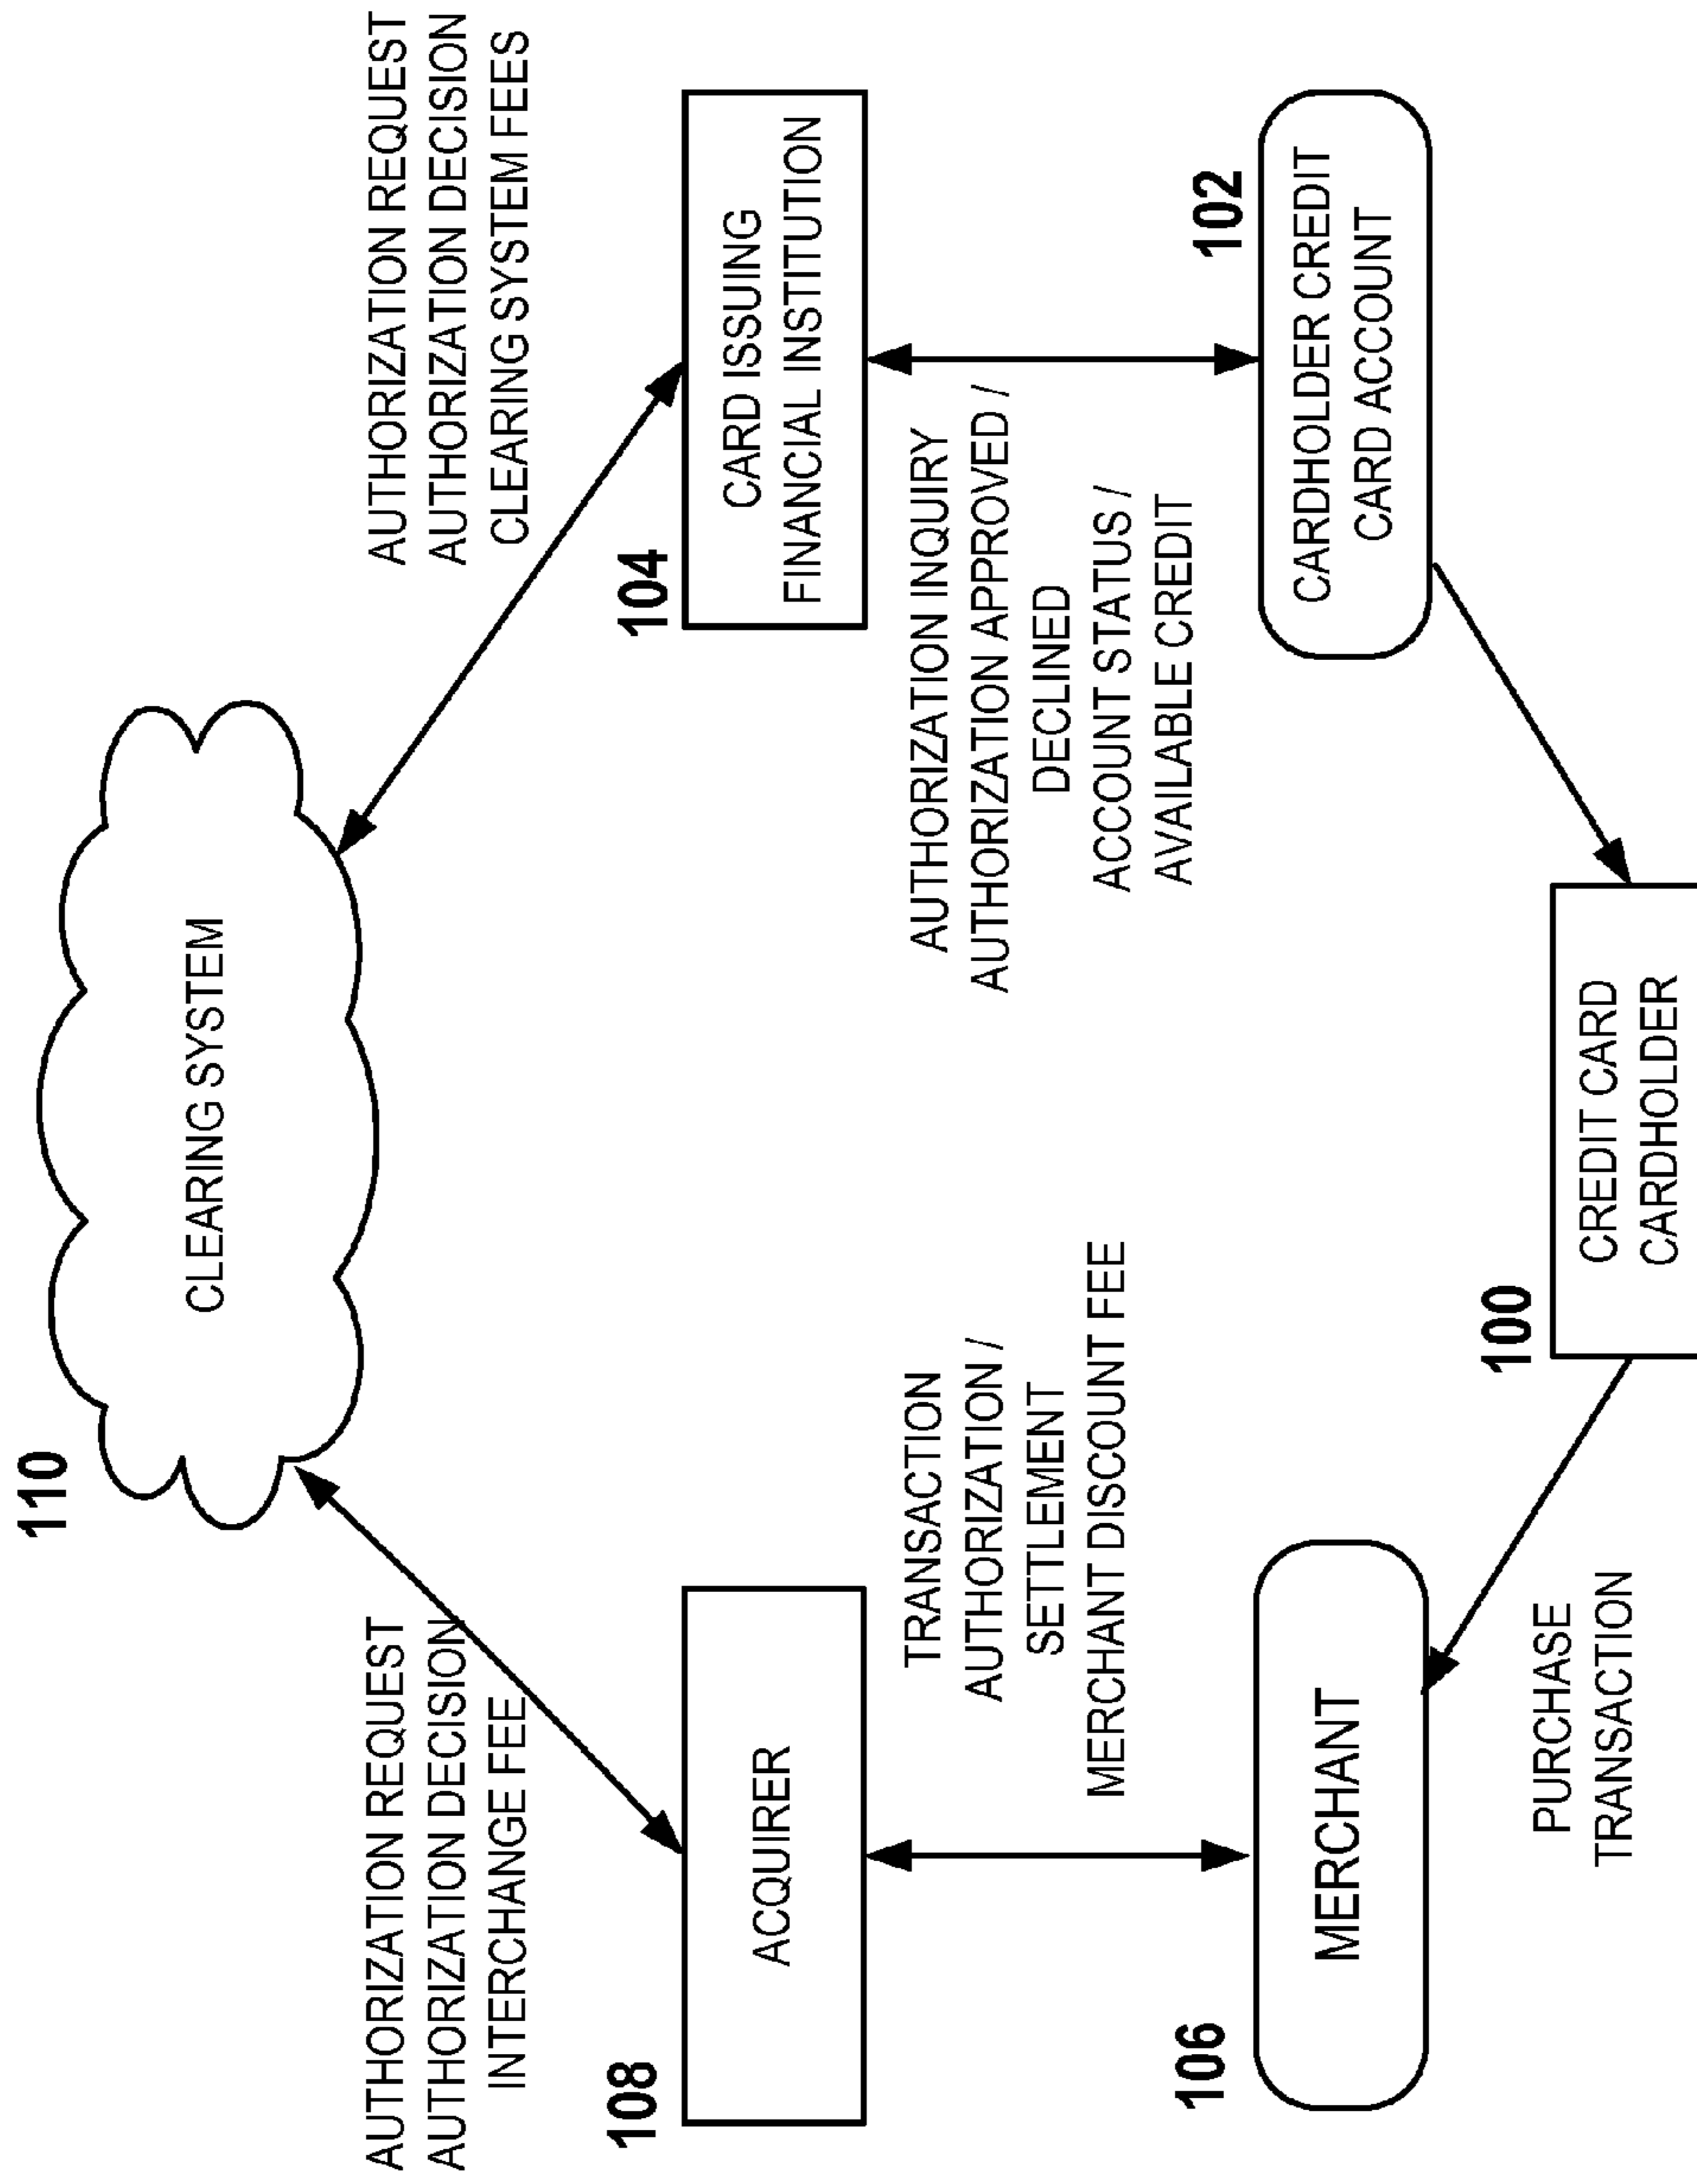 110
CLEARING SYSTEM
AUTHORIZATION REQUEST
AUTHORIZATION DECISION
INTERCHANGE FEE
AUTHORIZATION REQUEST
AUTHORIZATION DECISION
CLEARING SYSTEM FEES
108
ACQUIRER
104
CARD ISSUING
FINANCIAL INSTITUTION
TRANSACTION
AUTHORIZATION /
SETTLEMENT
MERCHANT DISCOUNT FEE
AUTHORIZATION INQUIRY
AUTHORIZATION APPROVED /
DECLINED
ACCOUNT STATUS /
AVAILABLE CREDIT
106
MERCHANT
102
CARDHOLDER CREDIT
CARD ACCOUNT
PURCHASE
TRANSACTION
100
CREDIT CARD
CARDHOLDER